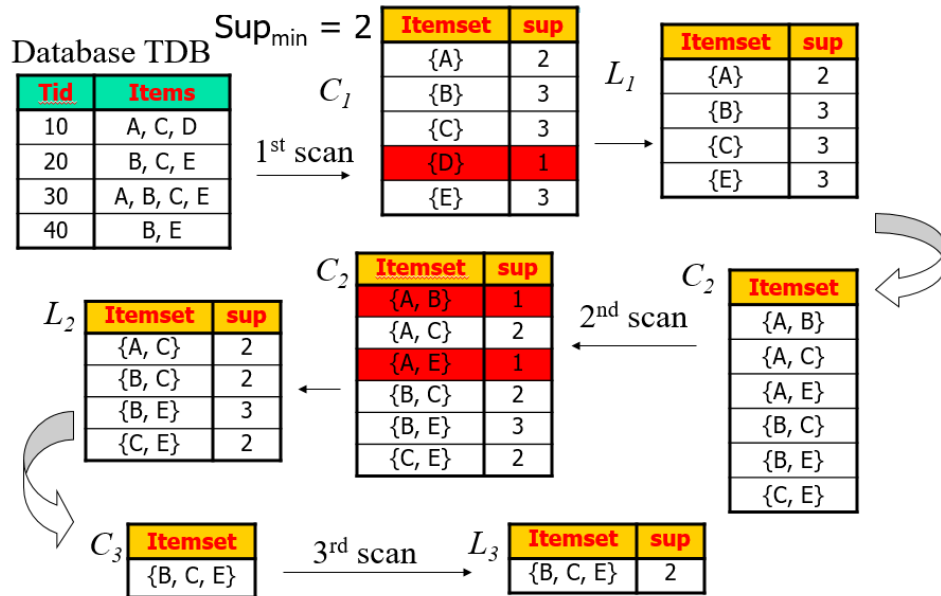 Sup_min = 2
Database TDB
Tid Items
10 A, C, D
20 B, C, E
30 A, B, C, E
40 B, E
1st scan
C1
Itemset sup
{A} 2
{B} 3
{C} 3
{D} 1
{E} 3
L1
Itemset sup
{A} 2
{B} 3
{C} 3
{E} 3
C2
Itemset
{A, B}
{A, C}
{A, E}
{B, C}
{B, E}
{C, E}
2nd scan
C2
Itemset sup
{A, B} 1
{A, C} 2
{A, E} 1
{B, C} 2
{B, E} 3
{C, E} 2
L2
Itemset sup
{A, C} 2
{B, C} 2
{B, E} 3
{C, E} 2
C3
Itemset
{B, C, E}
3rd scan
L3
Itemset sup
{B, C, E} 2